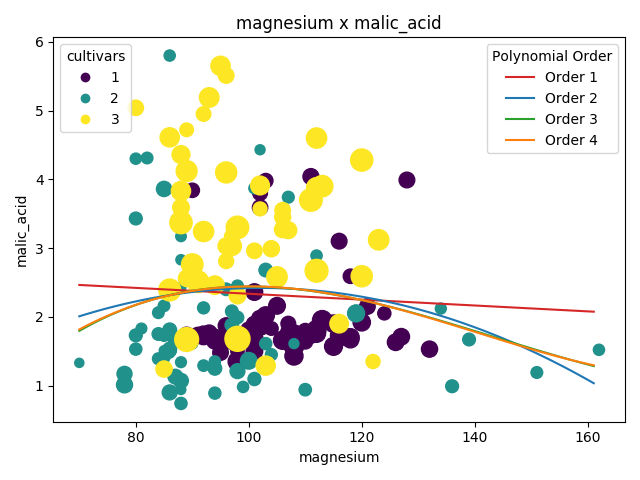 magnesium x malic_acid
cultivars
1
2
3
Polynomial Order
Order 1
Order 2
Order 3
Order 4
malic_acid
6
5
4
3
2
1
80 100 120 140 160
magnesium